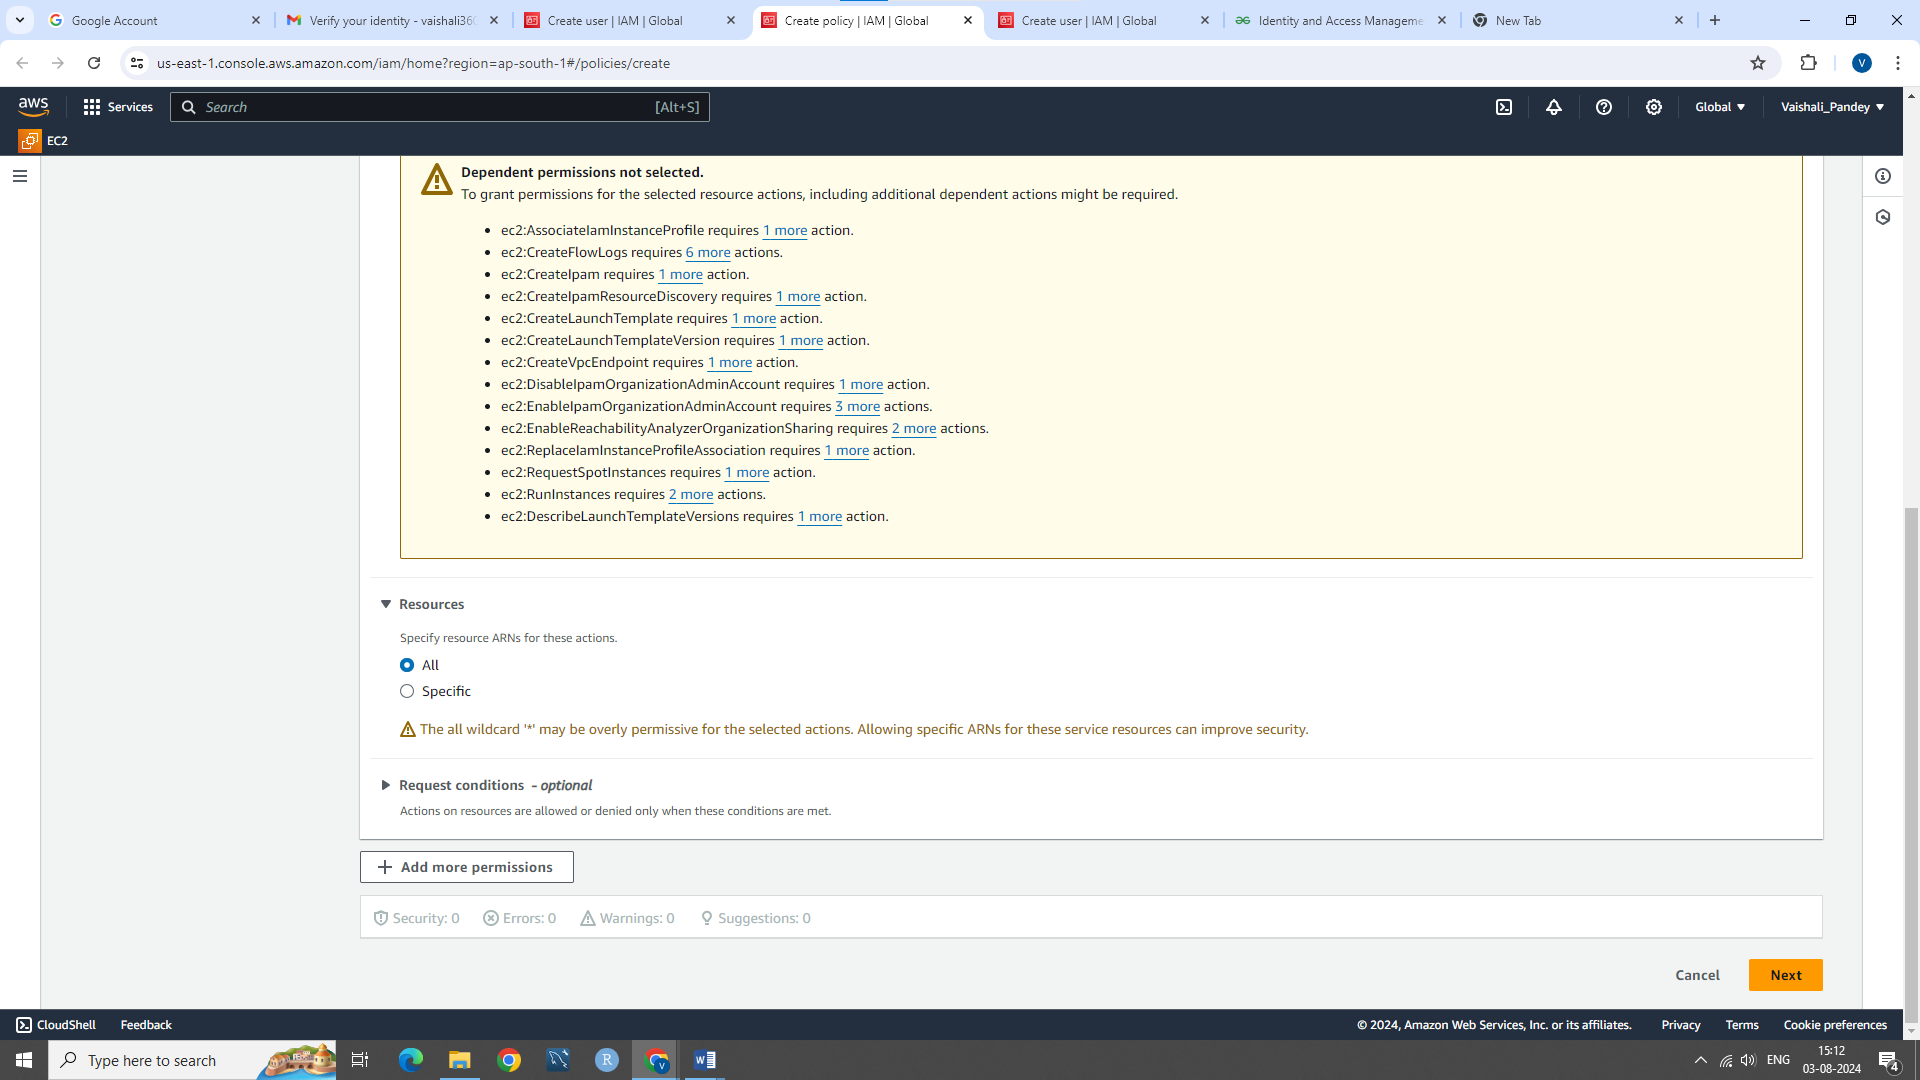 Google Account
Verify your identity - vaishali360
Create user | IAM | Global
Create policy | IAM | Global
Create user | IAM | Global
Identity and Access Manageme
New Tab
us-east-1.console.aws.amazon.com/iam/home?region=ap-south-1#/policies/create
V
aws
Services
Search
[Alt+S]
Global
Vaishali_Pandey
EC2
Dependent permissions not selected.
To grant permissions for the selected resource actions, including additional dependent actions might be required.
• ec2:AssociateIamInstanceProfile requires 1 more action.
• ec2:CreateFlowLogs requires 6 more actions.
• ec2:CreateIpam requires 1 more action.
• ec2:CreateIpamResourceDiscovery requires 1 more action.
• ec2:CreateLaunchTemplate requires 1 more action.
• ec2:CreateLaunchTemplateVersion requires 1 more action.
• ec2:CreateVpcEndpoint requires 1 more action.
• ec2:DisableIpamOrganizationAdminAccount requires 1 more action.
• ec2:EnableIpamOrganizationAdminAccount requires 3 more actions.
• ec2:EnableReachabilityAnalyzerOrganizationSharing requires 2 more actions.
• ec2:ReplaceIamInstanceProfileAssociation requires 1 more action.
• ec2:RequestSpotInstances requires 1 more action.
• ec2:RunInstances requires 2 more actions.
• ec2:DescribeLaunchTemplateVersions requires 1 more action.
Resources
Specify resource ARNs for these actions.
All
Specific
The all wildcard '*' may be overly permissive for the selected actions. Allowing specific ARNs for these service resources can improve security.
Request conditions - optional
Actions on resources are allowed or denied only when these conditions are met.
Add more permissions
Security: 0 Errors: 0 Warnings: 0 Suggestions: 0
Cancel
Next
CloudShell
Feedback
© 2024, Amazon Web Services, Inc. or its affiliates.
Privacy
Terms
Cookie preferences
Type here to search
R
V
W
ENG
15:12
03-08-2024
4